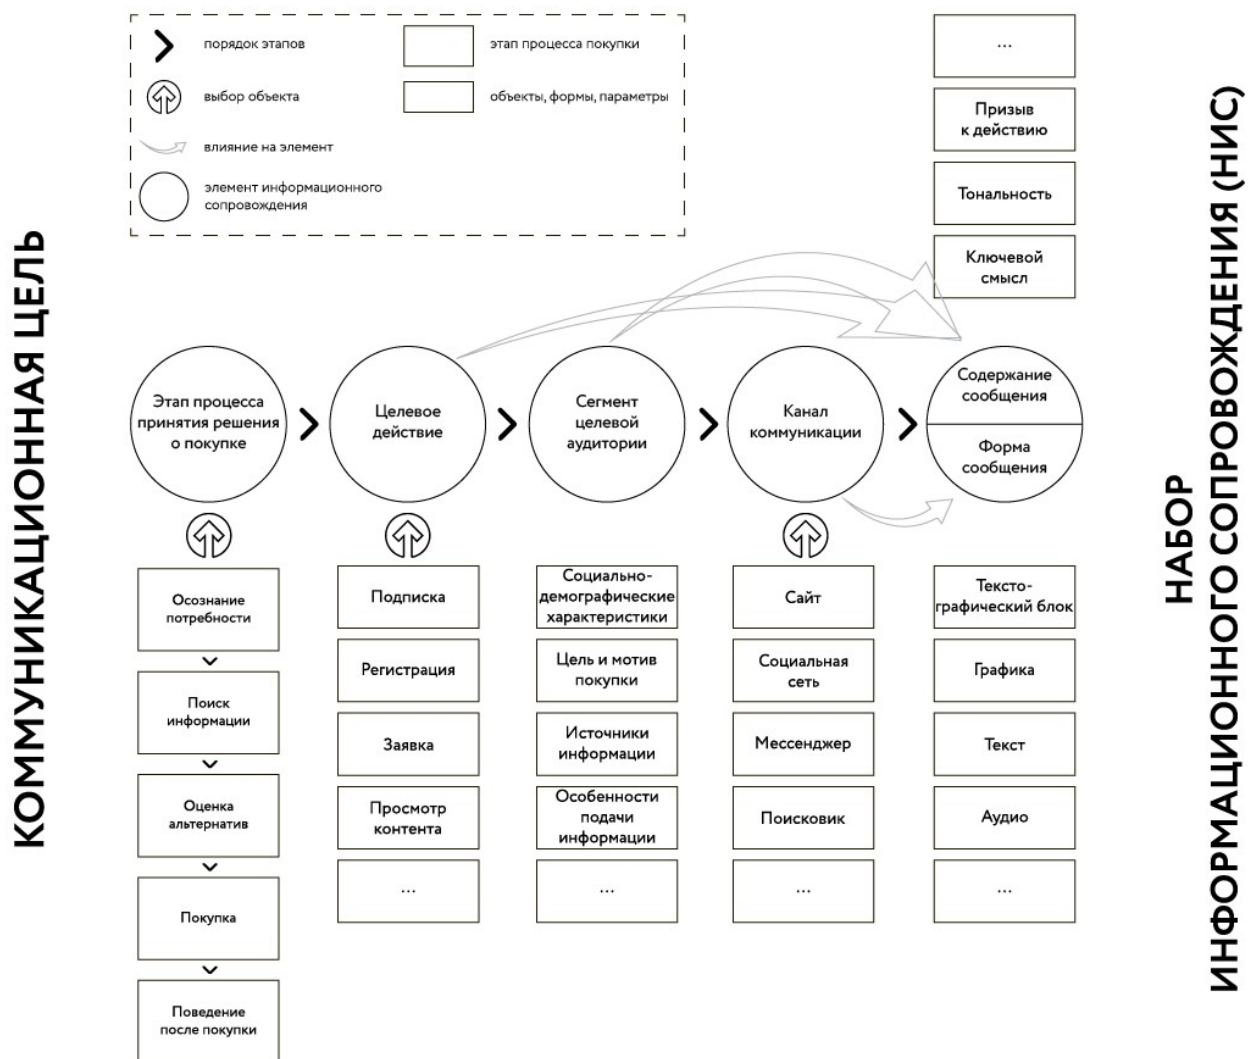 порядок этапов
этап процесса покупки
выбор объекта
объекты, формы, параметры
влияние на элемент
элемент информационного
сопровождения
КОММУНИКАЦИОННАЯ ЦЕЛЬ
...
Призыв
к действию
Тональность
Ключевой
смысл
Этап процесса
принятия решения
о покупке
Целевое
действие
Сегмент
целевой
аудитории
Канал
коммуникации
Содержание
сообщения
Форма
сообщения
Осознание
потребности
Поиск
информации
Оценка
альтернатив
Покупка
Поведение
после покупки
Подписка
Регистрация
Заявка
Просмотр
контента
...
Социально-
демографические
характеристики
Цель и мотив
покупки
Источники
информации
Особенности
подачи
информации
...
Сайт
Социальная
сеть
Мессенджер
Поисковик
...
Тексто-
графический блок
Графика
Текст
Аудио
...
НАБОР
ИНФОРМАЦИОННОГО СОПРОВОЖДЕНИЯ (НИС)